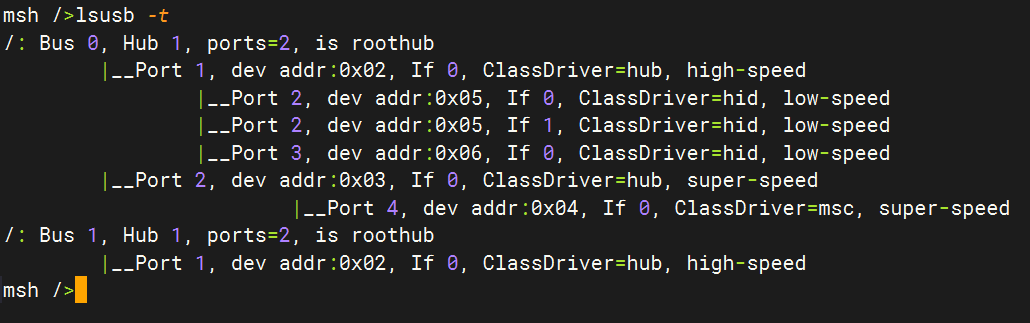 msh />lsusb -t
/: Bus 0, Hub 1, ports=2, is roothub
|__Port 1, dev addr:0x02, If 0, ClassDriver=hub, high-speed
|__Port 2, dev addr:0x05, If 0, ClassDriver=hid, low-speed
|__Port 2, dev addr:0x05, If 1, ClassDriver=hid, low-speed
|__Port 3, dev addr:0x06, If 0, ClassDriver=hid, low-speed
|__Port 2, dev addr:0x03, If 0, ClassDriver=hub, super-speed
|__Port 4, dev addr:0x04, If 0, ClassDriver=msc, super-speed
/: Bus 1, Hub 1, ports=2, is roothub
|__Port 1, dev addr:0x02, If 0, ClassDriver=hub, high-speed
msh />